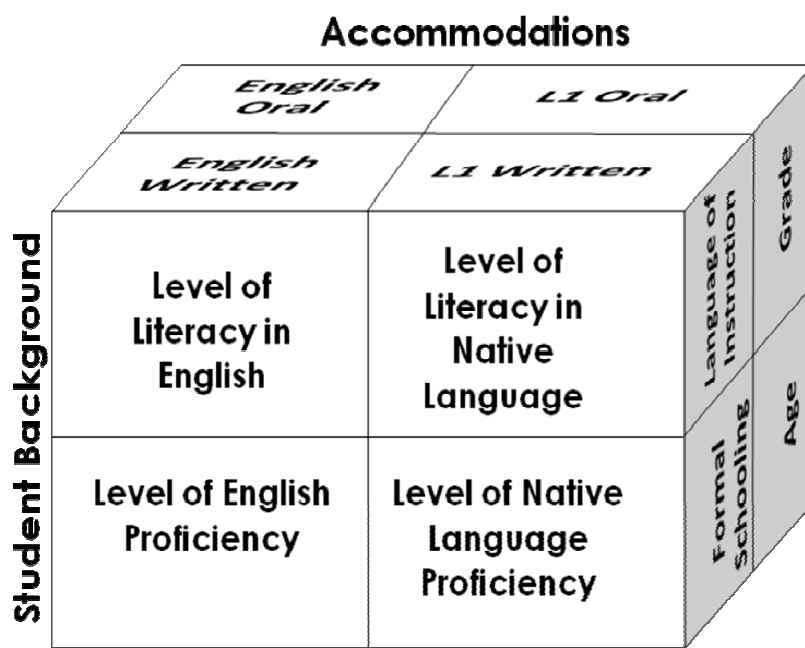 Accommodations
English
Oral
L1 Oral
English
Written
L1 Written
Student Background
Level of
Literacy in
English
Level of
Literacy in
Native
Language
Level of English
Proficiency
Level of Native
Language
Proficiency
Language of
Instruction
Grade
Formal
Schooling
Age